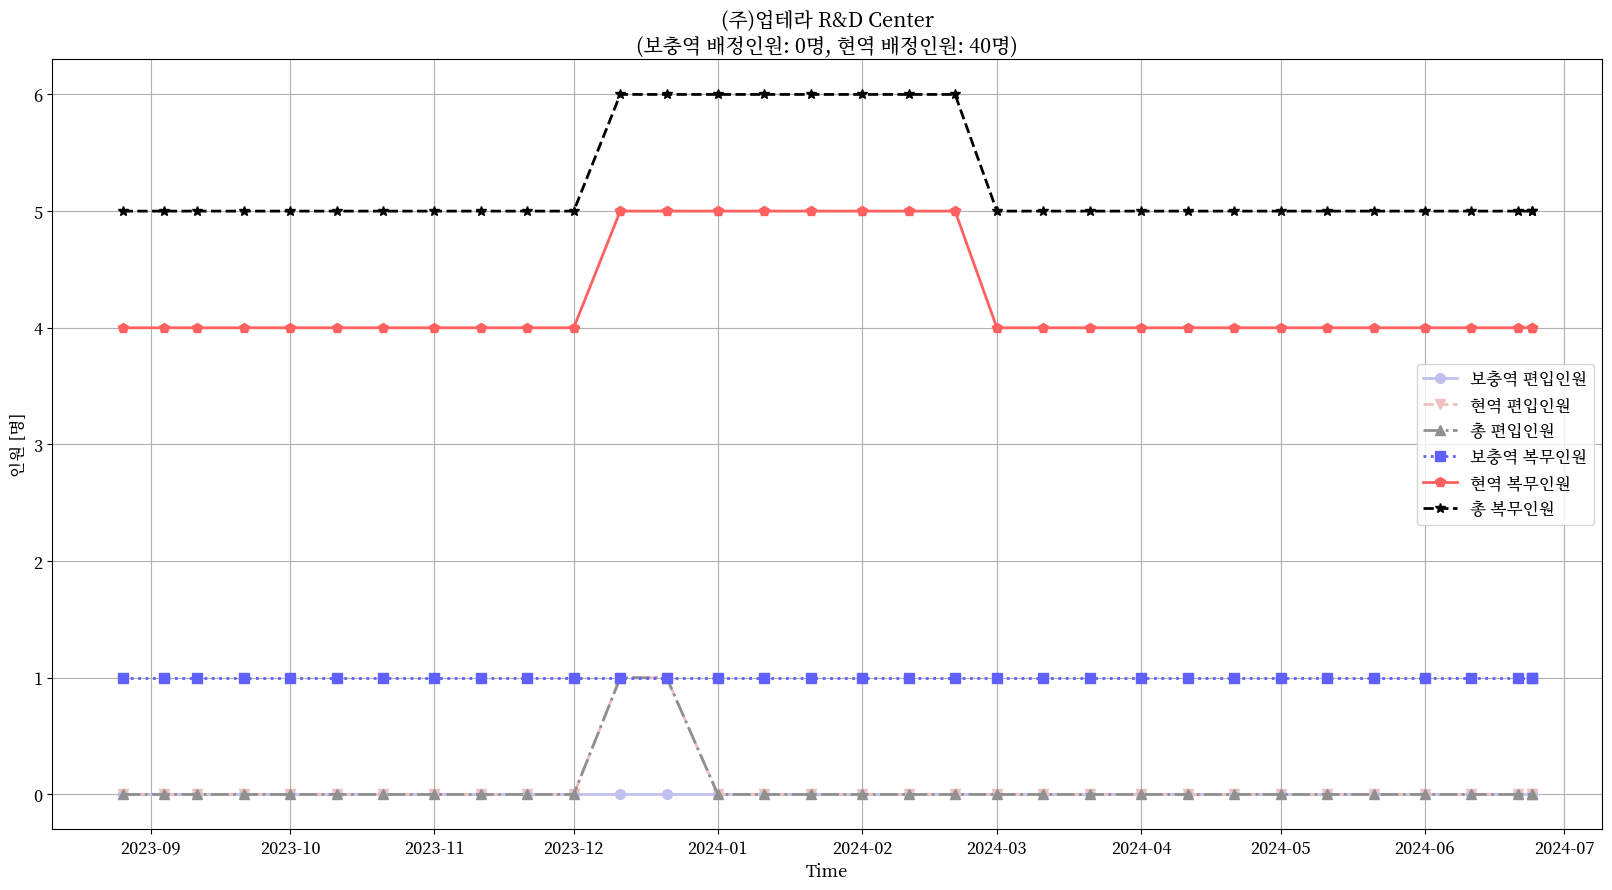 (주)업테라 R&D Center
(보충역 배정인원: 0명, 현역 배정인원: 40명)
인원 [명]
6
5
4
3
2
1
0
보충역 편입인원
현역 편입인원
총 편입인원
보충역 복무인원
현역 복무인원
총 복무인원
2023-09
2023-10
2023-11
2023-12
2024-01
2024-02
2024-03
2024-04
2024-05
2024-06
2024-07
Time